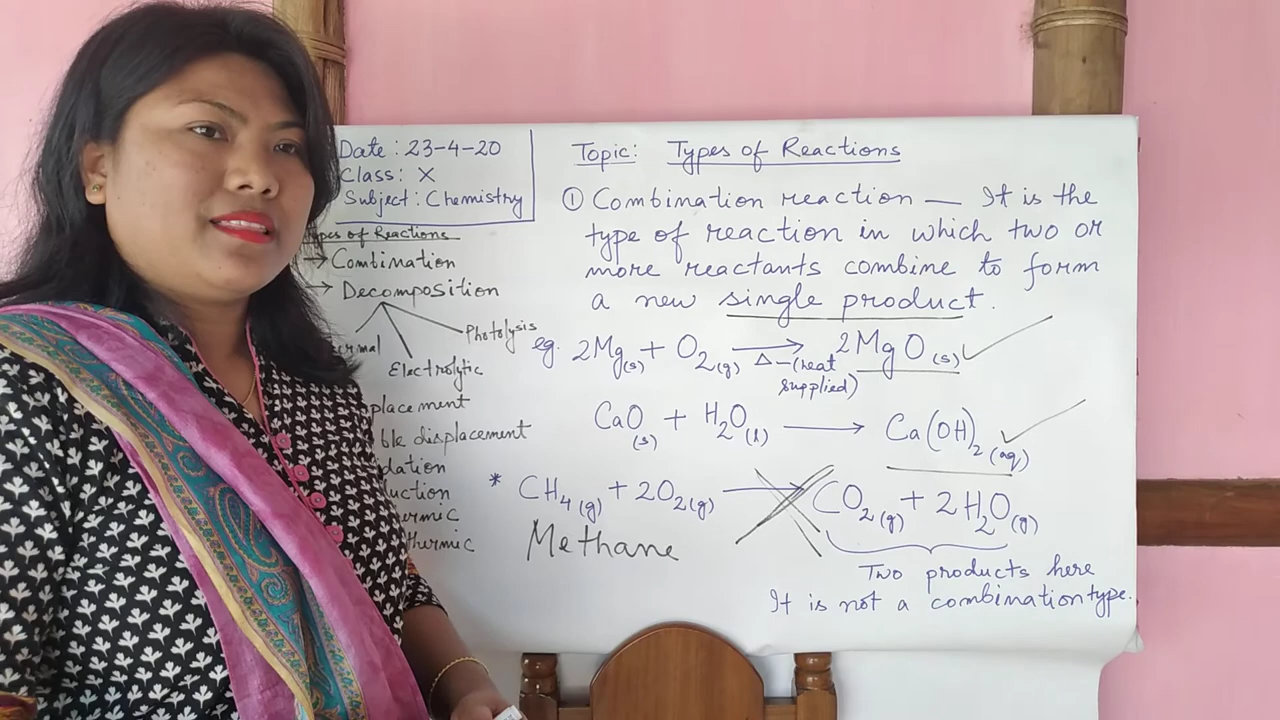 Date : 23-4-20
Class: X
Subject: Chemistry
Types of Reactions
→ Combination
→ Decomposition
Photolysis
Electrolytic
Topic: Types of Reactions
① Combination reaction — It is the
type of reaction in which two or
more reactants combine to form
a new single product.
eg. 2Mg(s) + O2(g) → 2MgO(s) ✓
Δ-(heat
supplied)
CaO(s) + H2O(l) → Ca(OH)2(aq) ✓
* CH4(g) + 2O2(g) → CO2(g) + 2H2O(g)
Methane
Two products here
It is not a combination type.